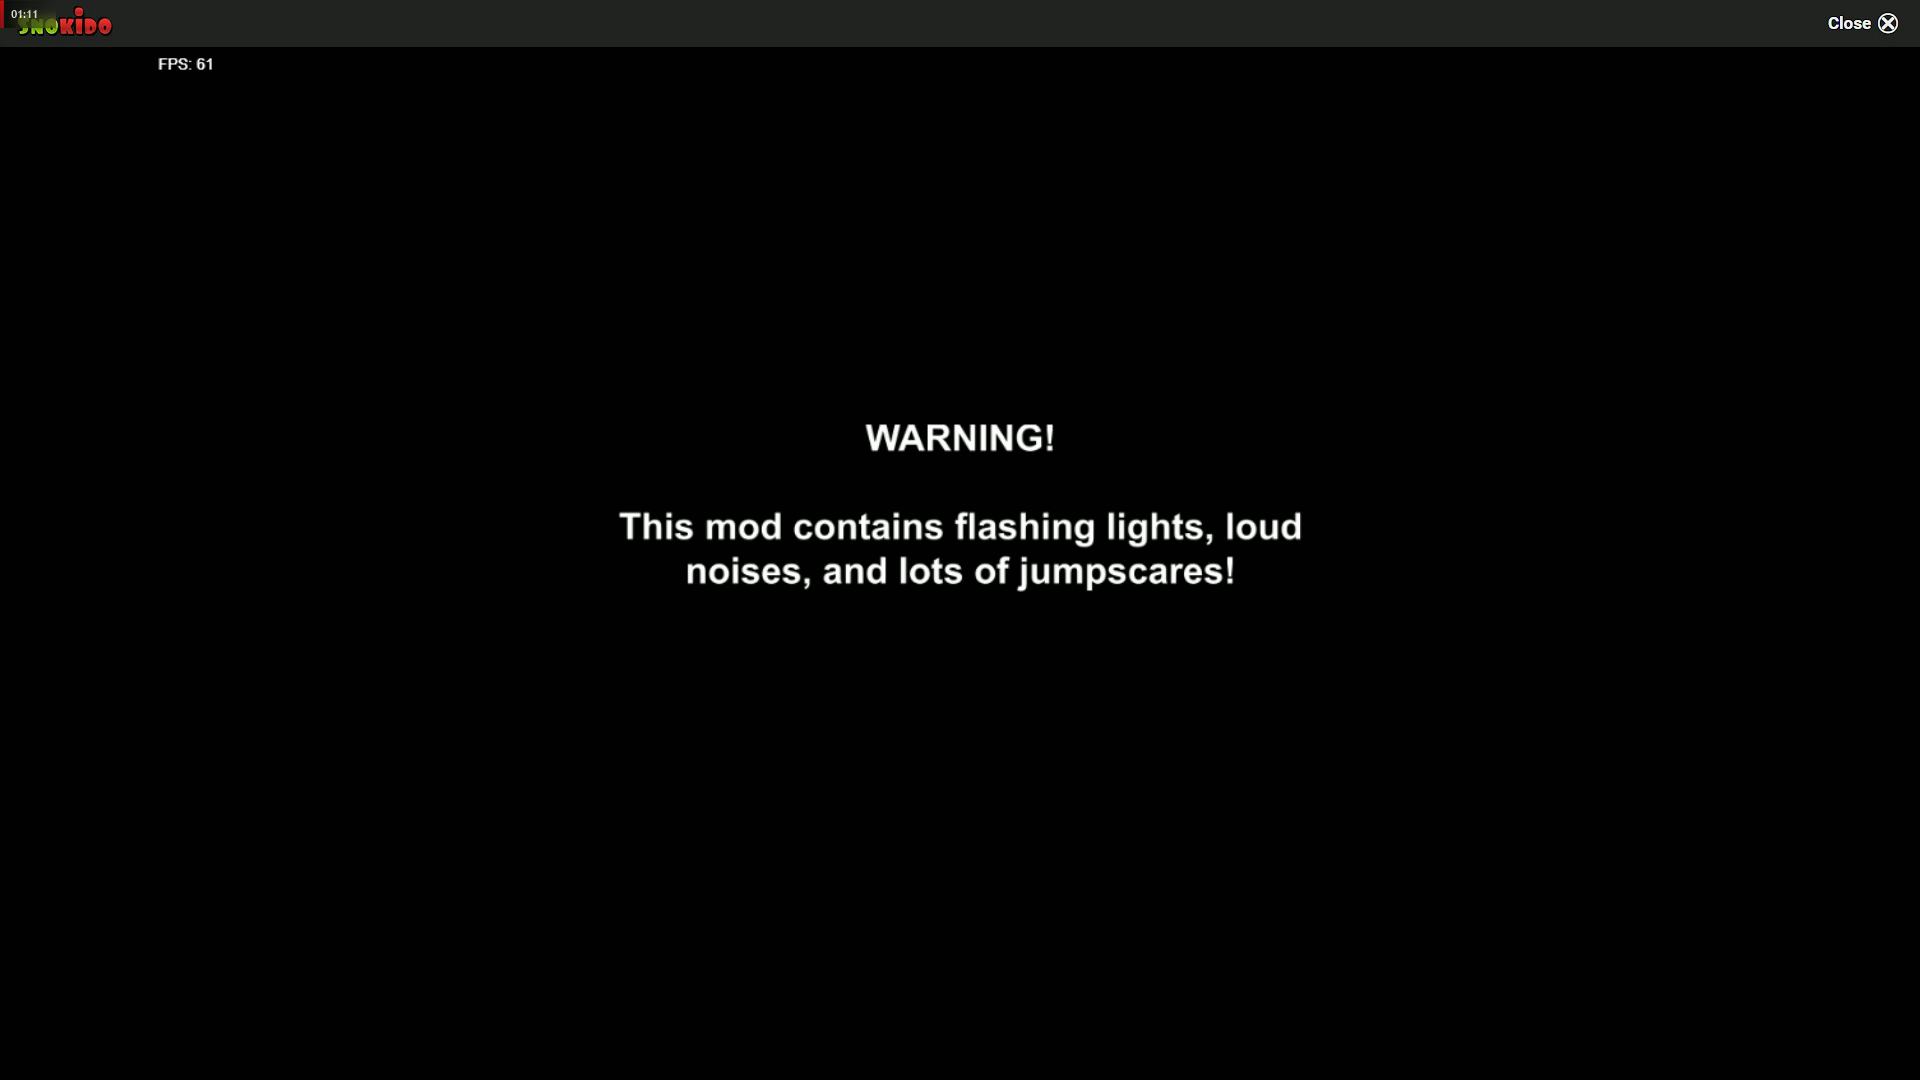 01:11
SNOKIDO
Close
FPS: 61
WARNING!
This mod contains flashing lights, loud
noises, and lots of jumpscares!